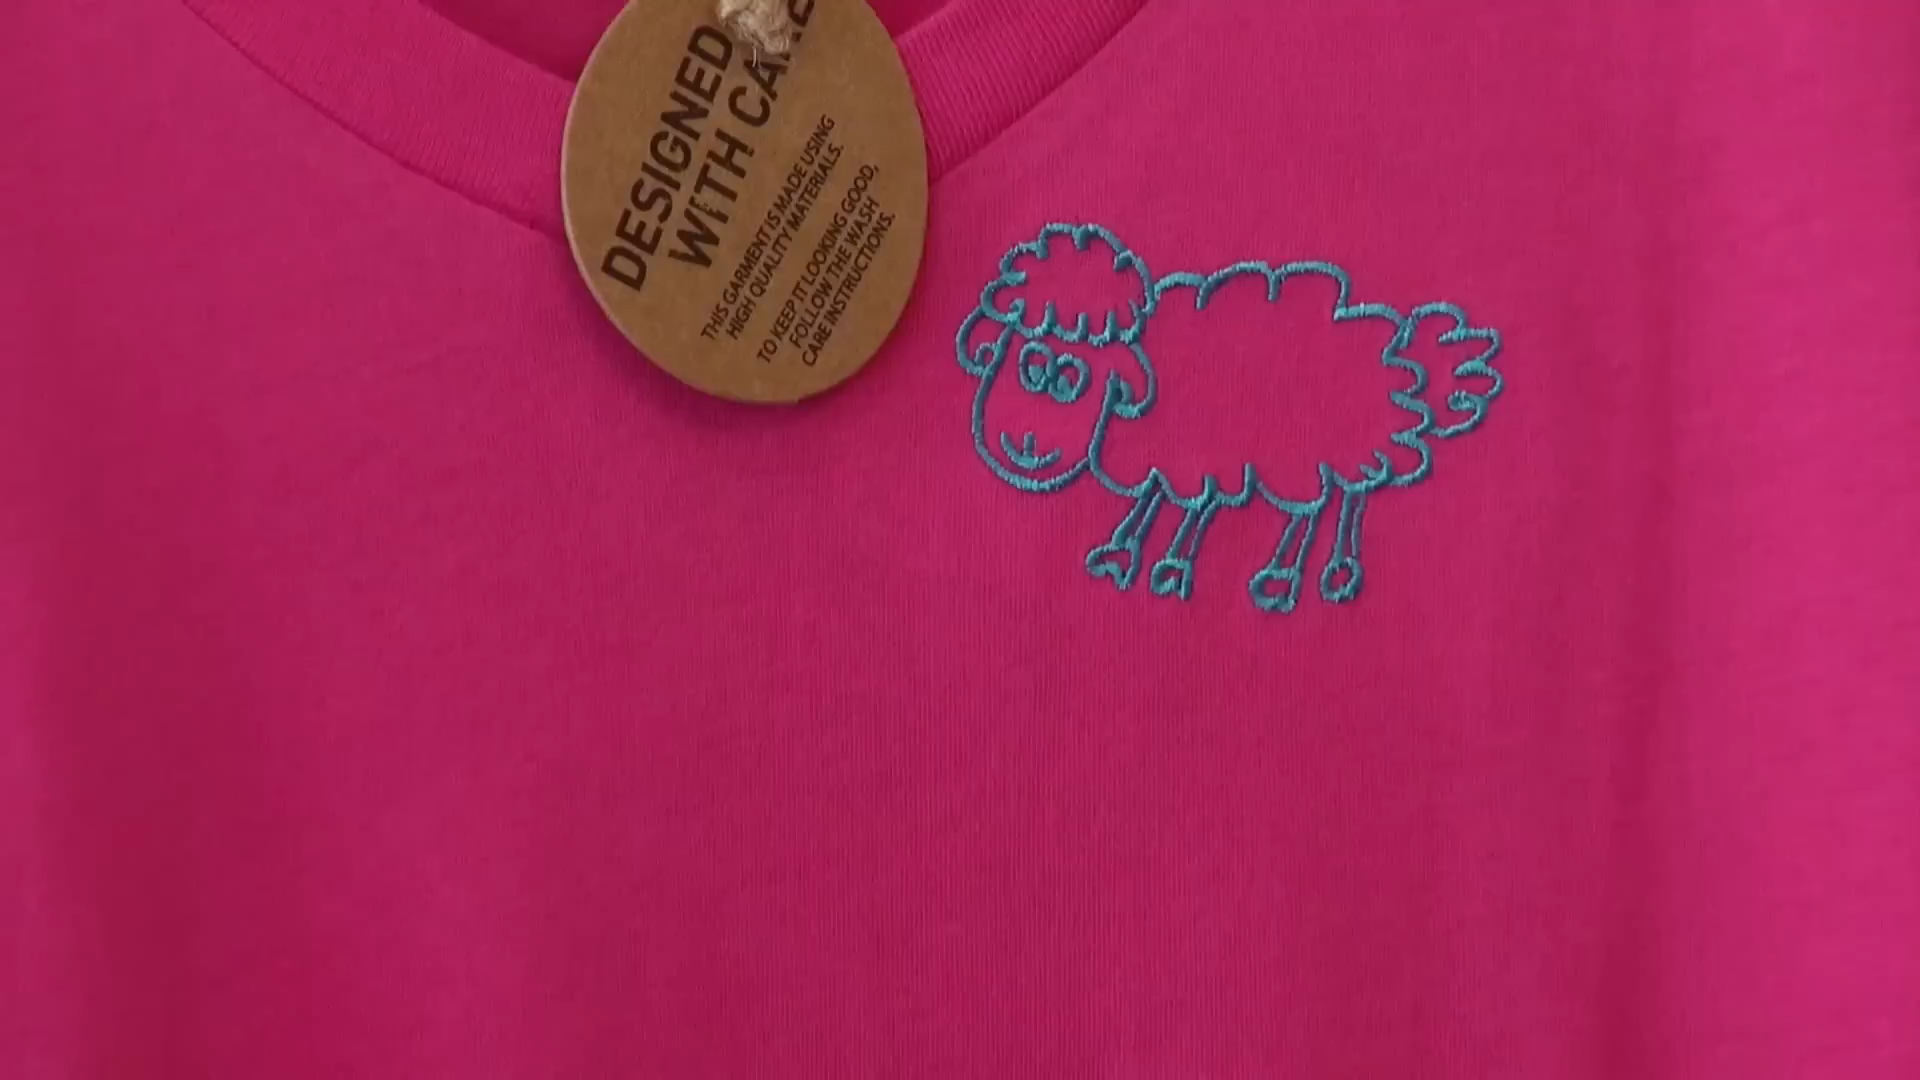 DESIGNED
WITH CARE
THIS GARMENT IS MADE USING
HIGH QUALITY MATERIALS.
TO KEEP IT LOOKING GOOD,
FOLLOW THE WASH
CARE INSTRUCTIONS.